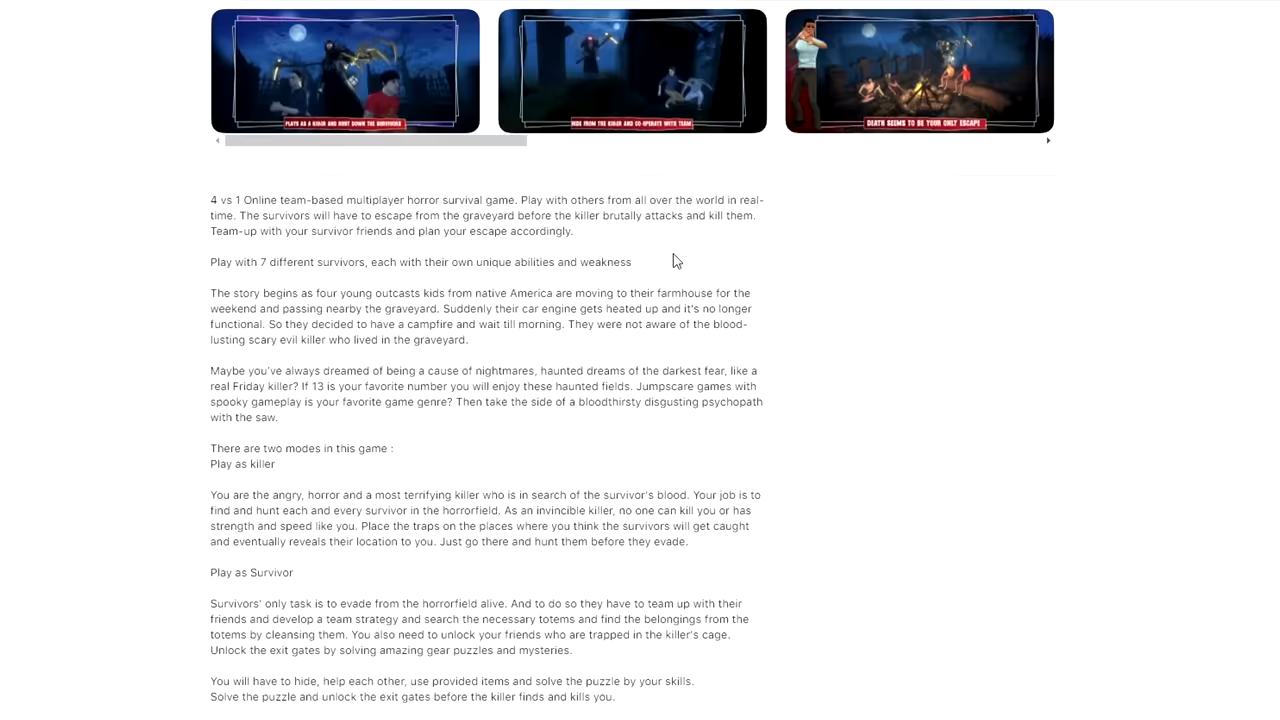 PLAYS AS A KILLER AND HUNT DOWN THE SURVIVORS
HIDE FROM THE KILLER AND CO-OPERATE WITH TEAM
DEATH SEEMS TO BE YOUR ONLY ESCAPE
4 vs 1 Online team-based multiplayer horror survival game. Play with others from all over the world in real-
time. The survivors will have to escape from the graveyard before the killer brutally attacks and kill them.
Team-up with your survivor friends and plan your escape accordingly.
Play with 7 different survivors, each with their own unique abilities and weakness
The story begins as four young outcasts kids from native America are moving to their farmhouse for the
weekend and passing nearby the graveyard. Suddenly their car engine gets heated up and it's no longer
functional. So they decided to have a campfire and wait till morning. They were not aware of the blood-
lusting scary evil killer who lived in the graveyard.
Maybe you've always dreamed of being a cause of nightmares, haunted dreams of the darkest fear, like a
real Friday killer? If 13 is your favorite number you will enjoy these haunted fields. Jumpscare games with
spooky gameplay is your favorite game genre? Then take the side of a bloodthirsty disgusting psychopath
with the saw.
There are two modes in this game :
Play as killer
You are the angry, horror and a most terrifying killer who is in search of the survivor's blood. Your job is to
find and hunt each and every survivor in the horrorfield. As an invincible killer, no one can kill you or has
strength and speed like you. Place the traps on the places where you think the survivors will get caught
and eventually reveals their location to you. Just go there and hunt them before they evade.
Play as Survivor
Survivors' only task is to evade from the horrorfield alive. And to do so they have to team up with their
friends and develop a team strategy and search the necessary totems and find the belongings from the
totems by cleansing them. You also need to unlock your friends who are trapped in the killer's cage.
Unlock the exit gates by solving amazing gear puzzles and mysteries.
You will have to hide, help each other, use provided items and solve the puzzle by your skills.
Solve the puzzle and unlock the exit gates before the killer finds and kills you.